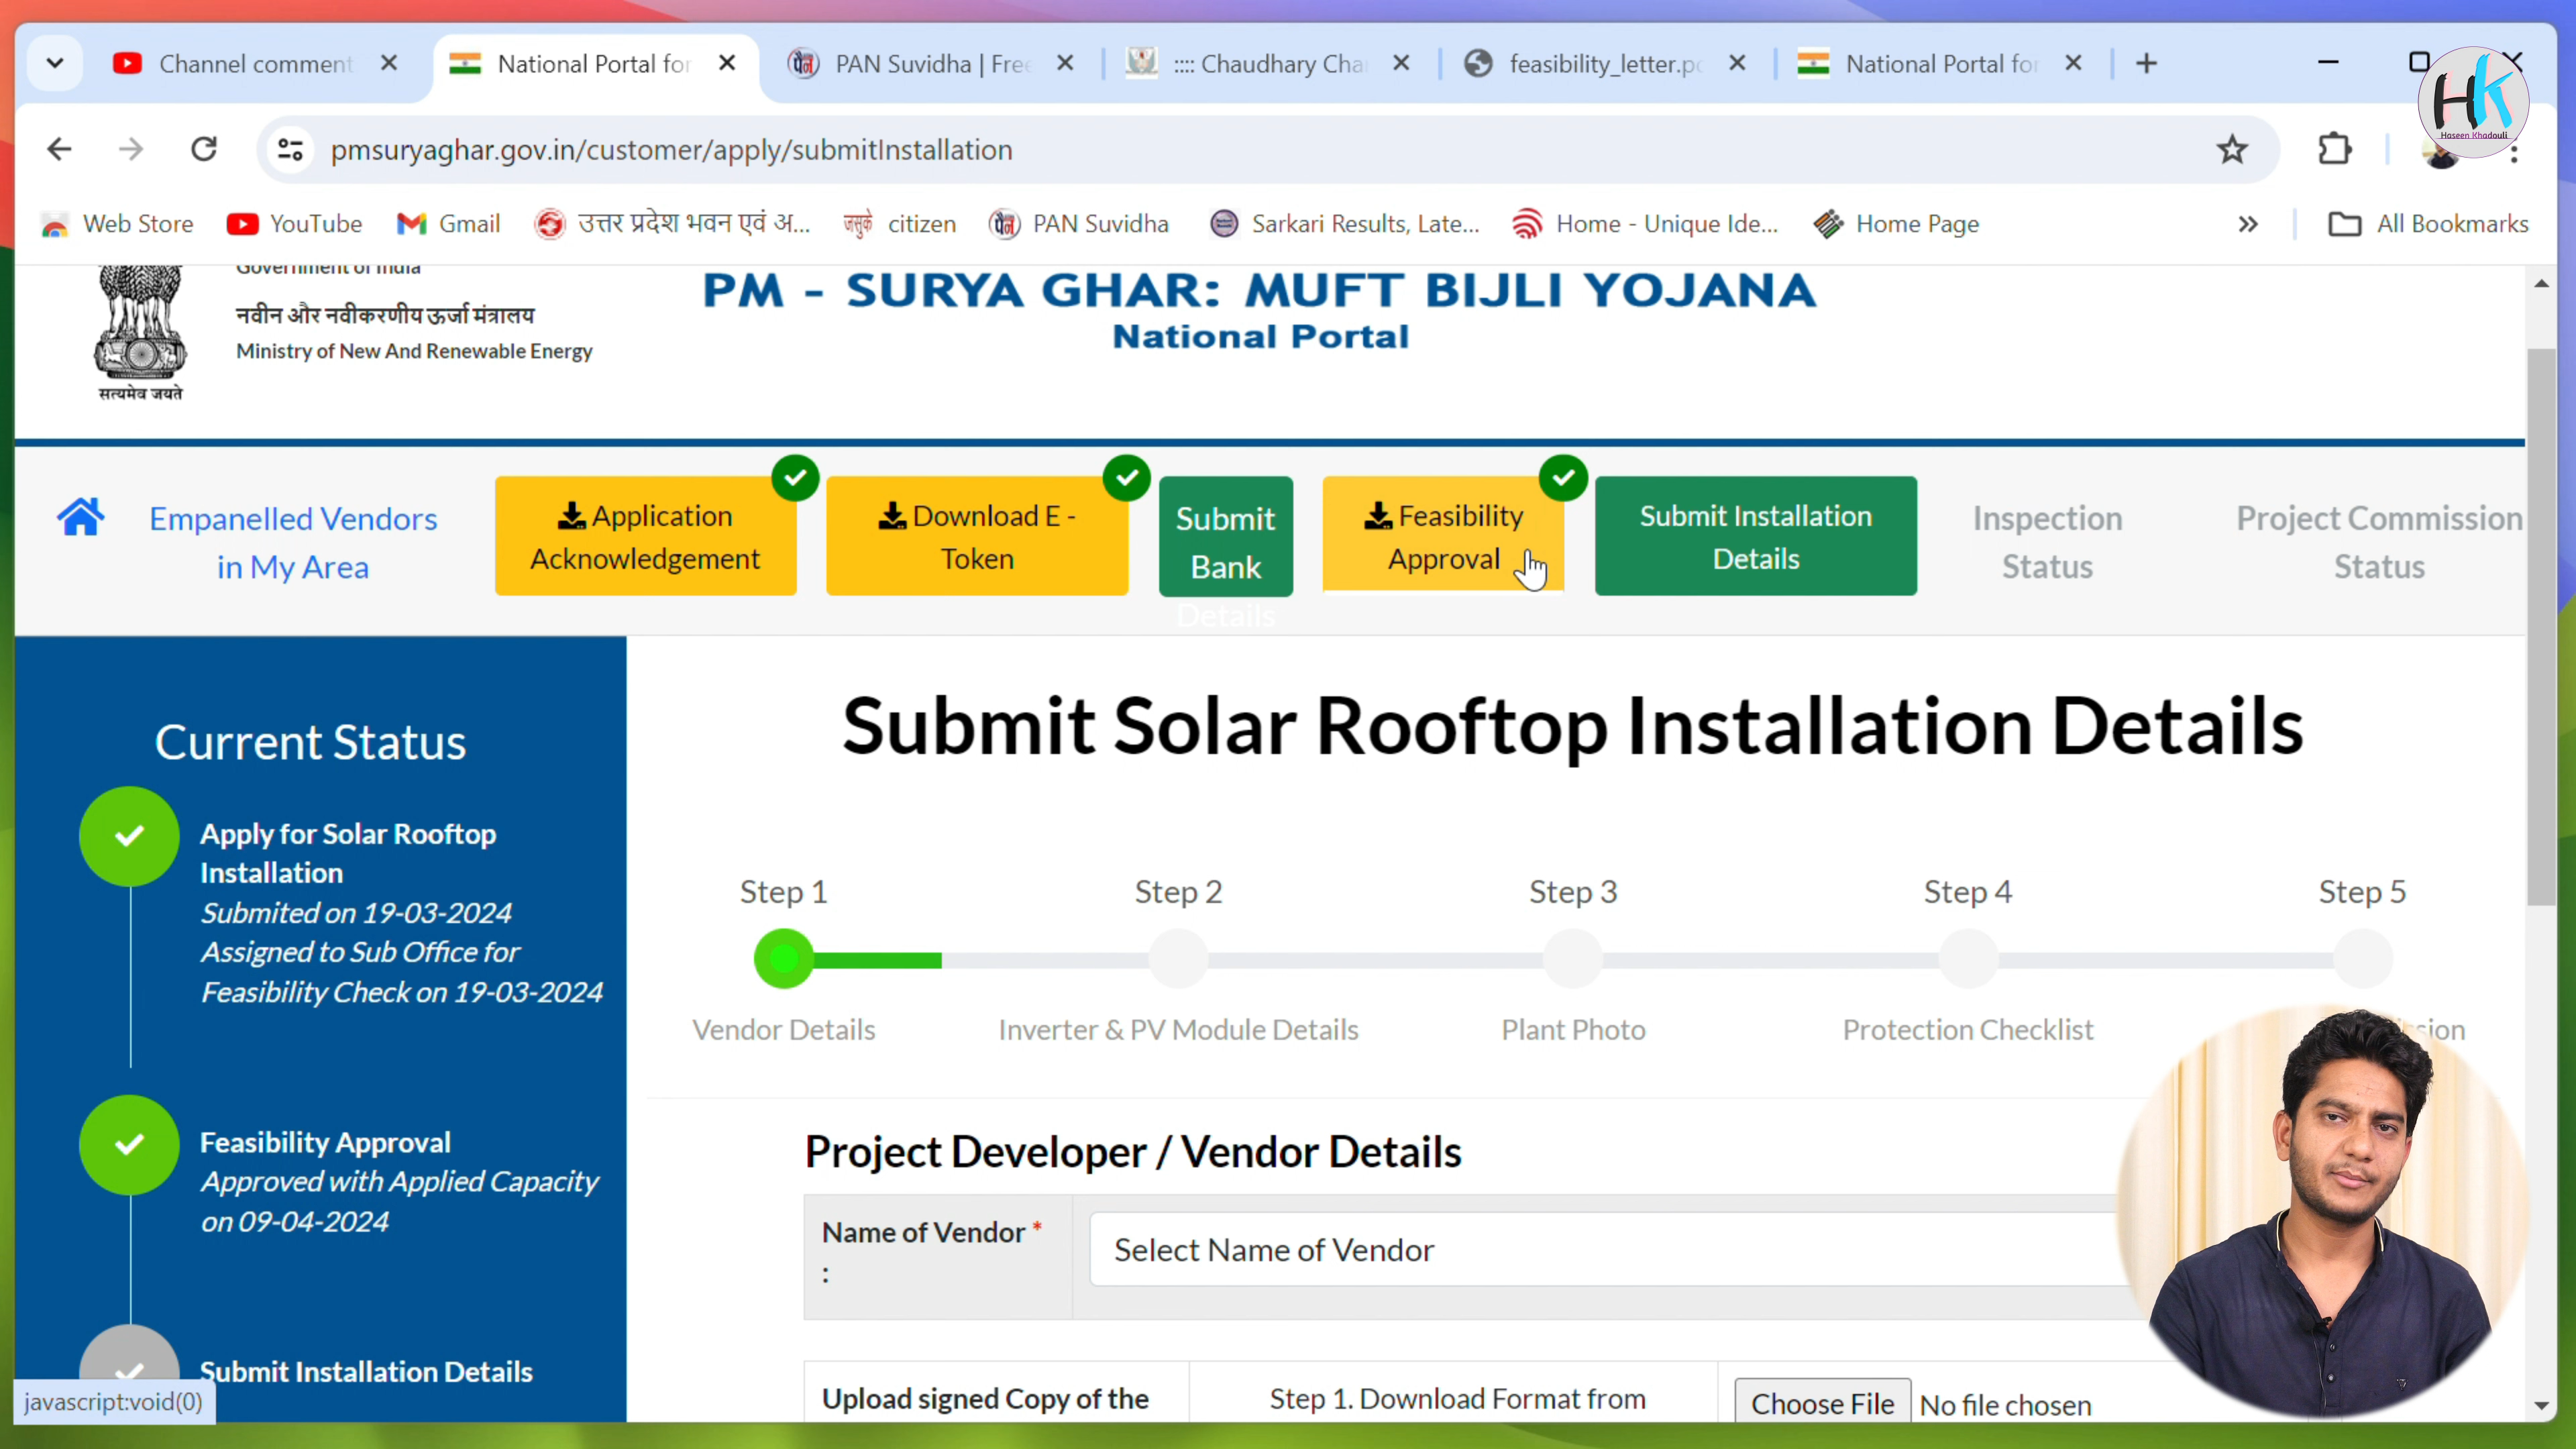 Channel comment
National Portal for
PAN Suvidha | Free
:::: Chaudhary Cha
feasibility_letter.pd
National Portal for
HK
Haseen Khadouli
pmsuryaghar.gov.in/customer/apply/submitInstallation
Web Store
YouTube
Gmail
उत्तर प्रदेश भवन एवं अ...
जसुके citizen
पैन PAN Suvidha
Sarkari Results, Late...
Home - Unique Ide...
Home Page
All Bookmarks
Government of India
नवीन और नवीकरणीय ऊर्जा मंत्रालय
Ministry of New And Renewable Energy
सत्यमेव जयते
PM - SURYA GHAR: MUFT BIJLI YOJANA
National Portal
Empanelled Vendors
in My Area
Application
Acknowledgement
Download E -
Token
Submit
Bank
Details
Feasibility
Approval
Submit Installation
Details
Inspection
Status
Project Commission
Status
Current Status
Apply for Solar Rooftop
Installation
Submited on 19-03-2024
Assigned to Sub Office for
Feasibility Check on 19-03-2024
Feasibility Approval
Approved with Applied Capacity
on 09-04-2024
Submit Installation Details
javascript:void(0)
Submit Solar Rooftop Installation Details
Step 1
Step 2
Step 3
Step 4
Step 5
Vendor Details
Inverter & PV Module Details
Plant Photo
Protection Checklist
Project Developer / Vendor Details
Name of Vendor *
:
Select Name of Vendor
Upload signed Copy of the
Step 1. Download Format from
Choose File No file chosen